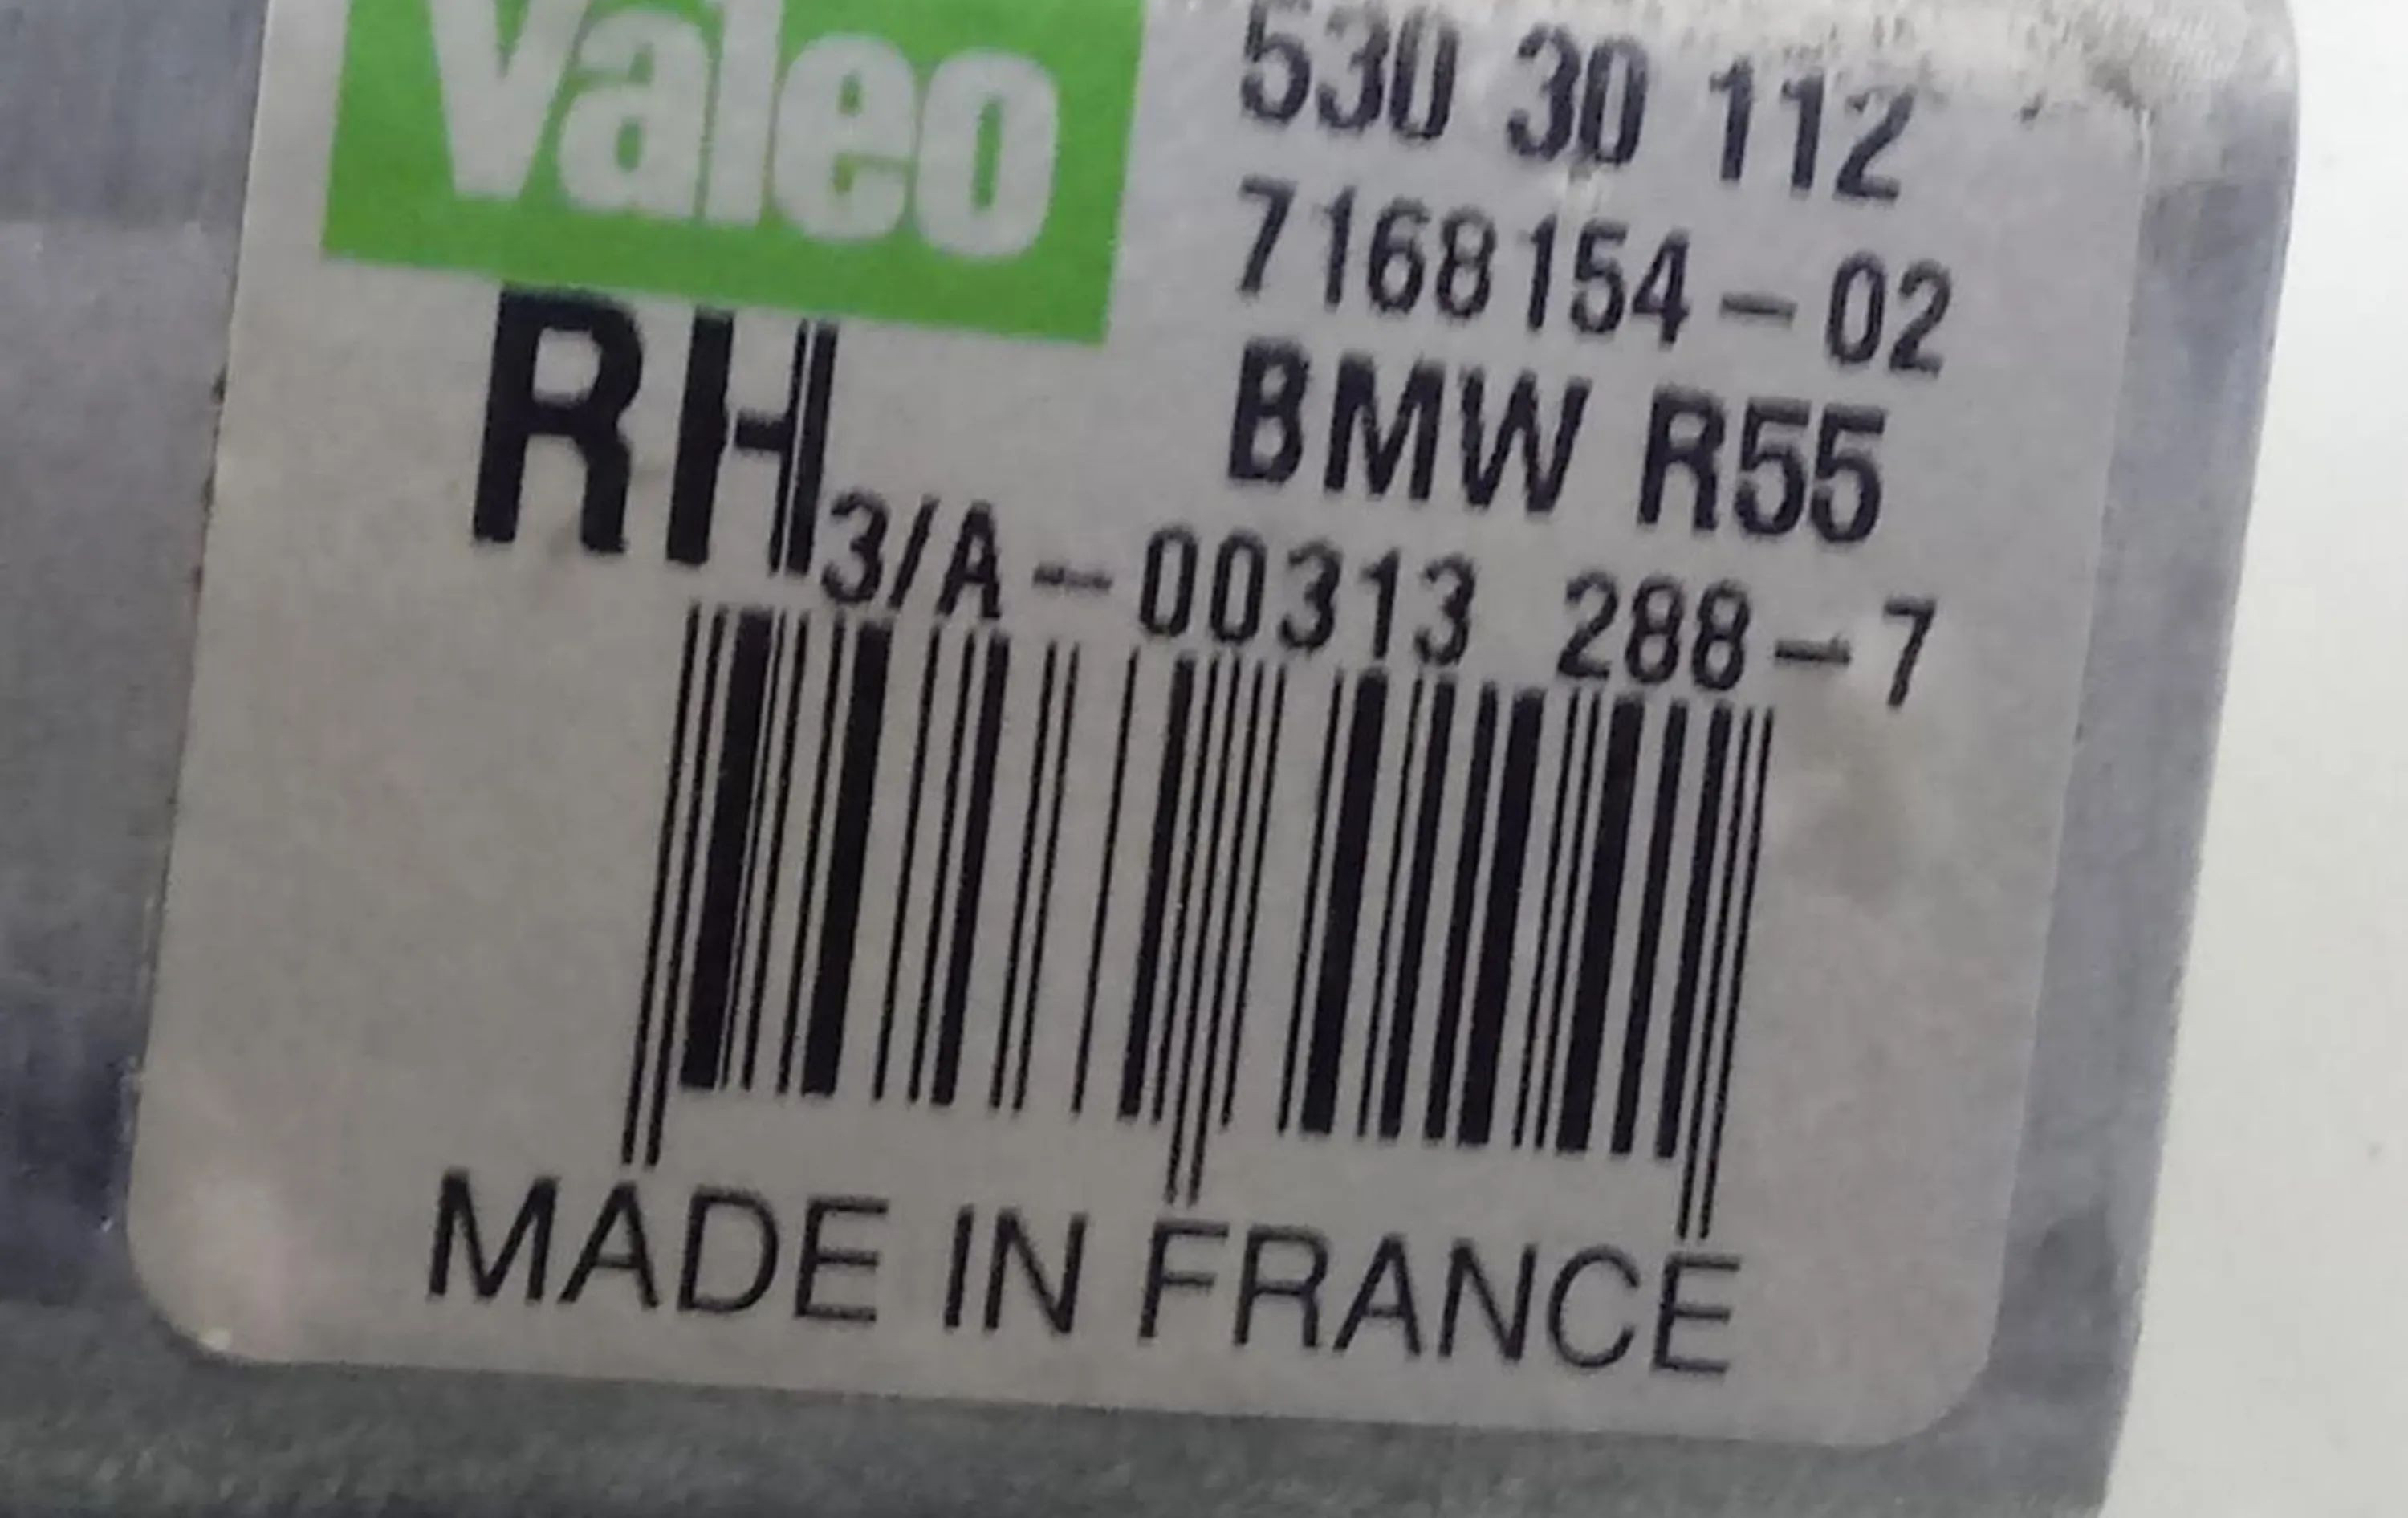 Valeo
530 30 112
7168154-02
RH
BMW R55
3/A-00313 288-7
MADE IN FRANCE